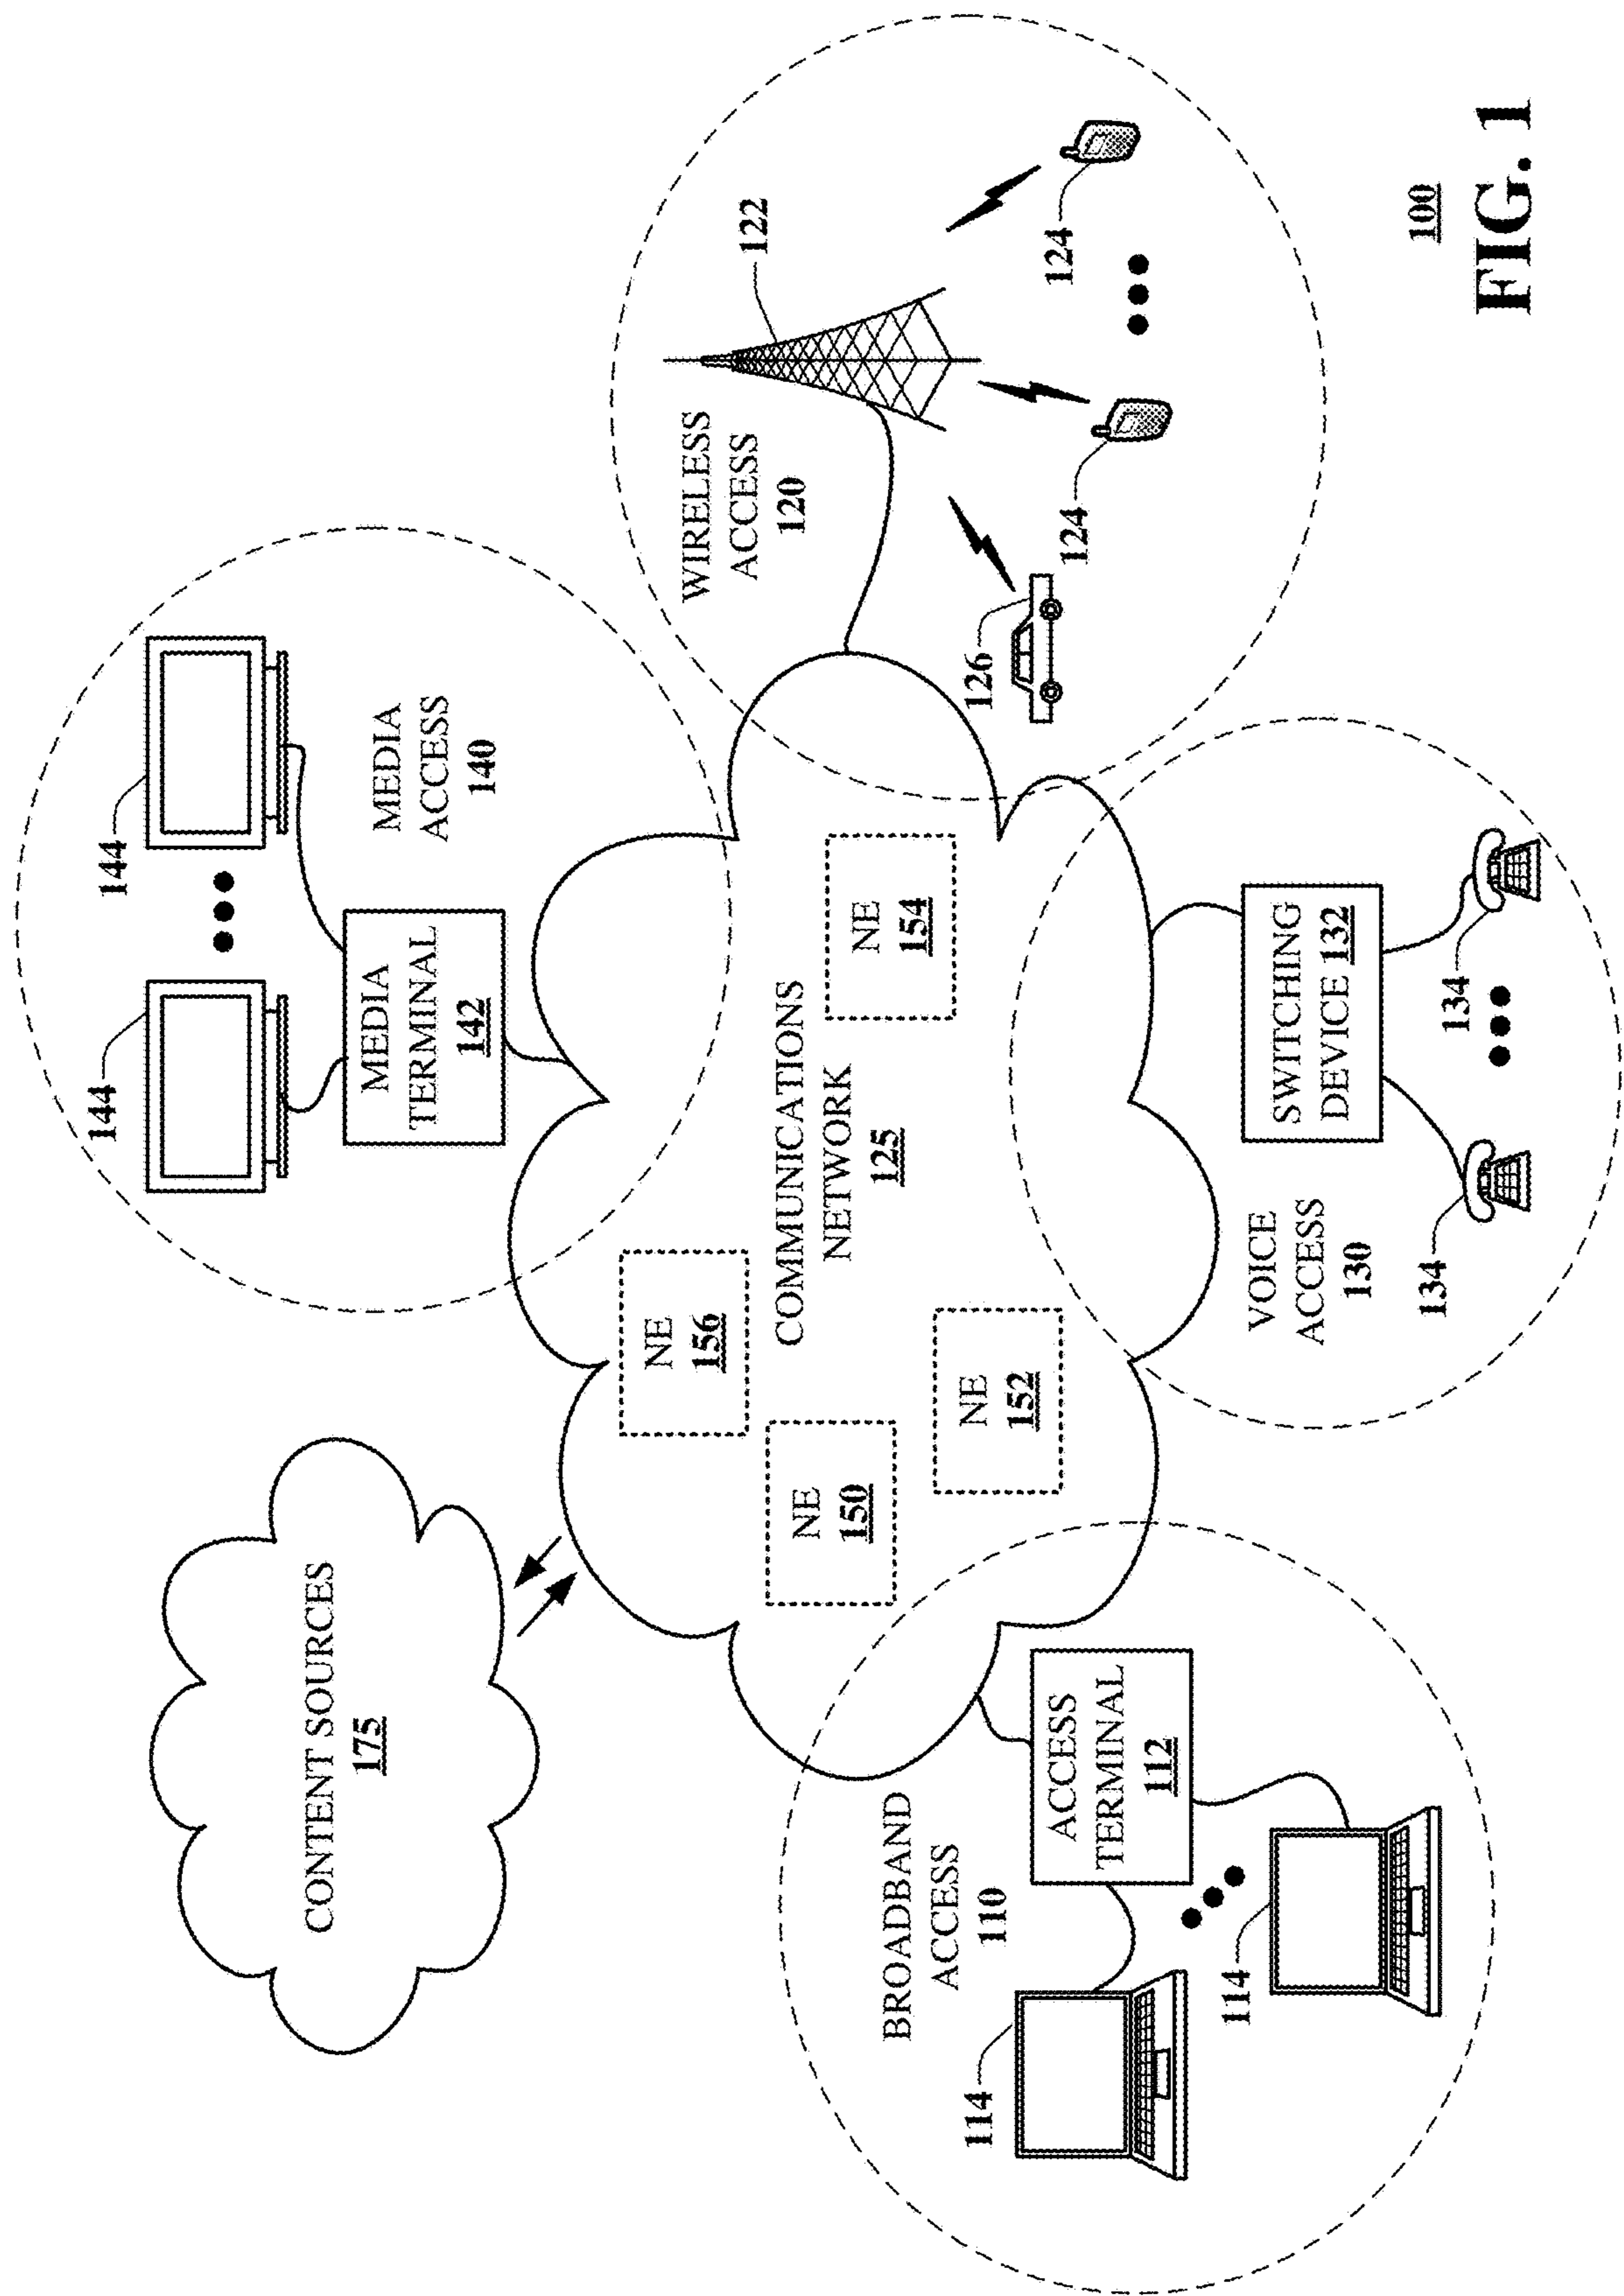 144
144
CONTENT SOURCES
175
MEDIA
TERMINAL
142
MEDIA
ACCESS
140
WIRELESS
ACCESS
120
122
NE
156
NE
150
COMMUNICATIONS
NETWORK
125
NE
154
NE
152
BROADBAND
ACCESS
110
ACCESS
TERMINAL
112
114
114
126
124
124
VOICE
ACCESS
130
SWITCHING
DEVICE 132
134
134
100
FIG. 1